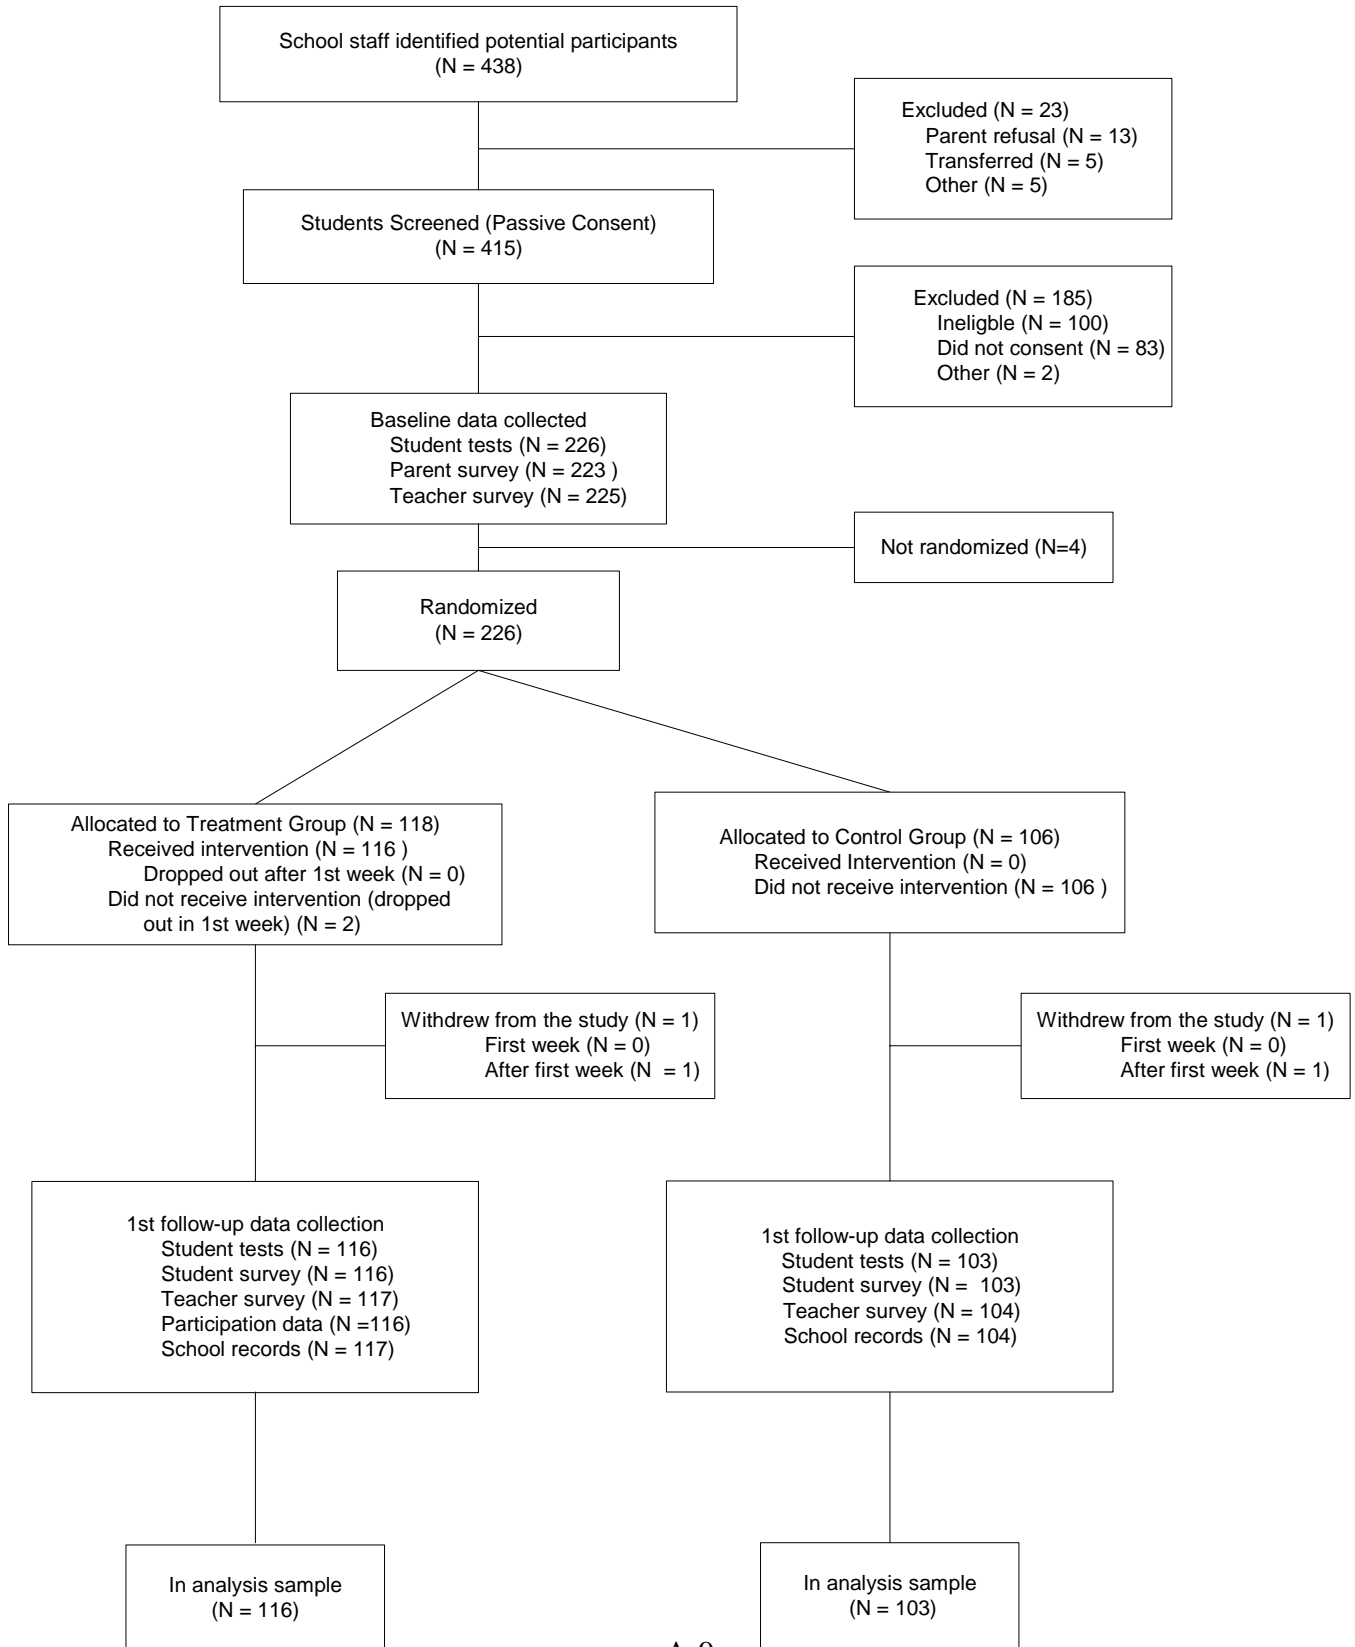 School staff identified potential participants
(N = 438)
Excluded (N = 23)
Parent refusal (N = 13)
Transferred (N = 5)
Other (N = 5)
Students Screened (Passive Consent)
(N = 415)
Excluded (N = 185)
Ineligble (N = 100)
Did not consent (N = 83)
Other (N = 2)
Baseline data collected
Student tests (N = 226)
Parent survey (N = 223 )
Teacher survey (N = 225)
Not randomized (N=4)
Randomized
(N = 226)
Allocated to Treatment Group (N = 118)
Received intervention (N = 116 )
Dropped out after 1st week (N = 0)
Did not receive intervention (dropped
out in 1st week) (N = 2)
Allocated to Control Group (N = 106)
Received Intervention (N = 0)
Did not receive intervention (N = 106 )
Withdrew from the study (N = 1)
First week (N = 0)
After first week (N  = 1)
Withdrew from the study (N = 1)
First week (N = 0)
After first week (N = 1)
1st follow-up data collection
Student tests (N = 116)
Student survey (N = 116)
Teacher survey (N = 117)
Participation data (N =116)
School records (N = 117)
1st follow-up data collection
Student tests (N = 103)
Student survey (N =  103)
Teacher survey (N = 104)
School records (N = 104)
In analysis sample
(N = 116)
In analysis sample
(N = 103)